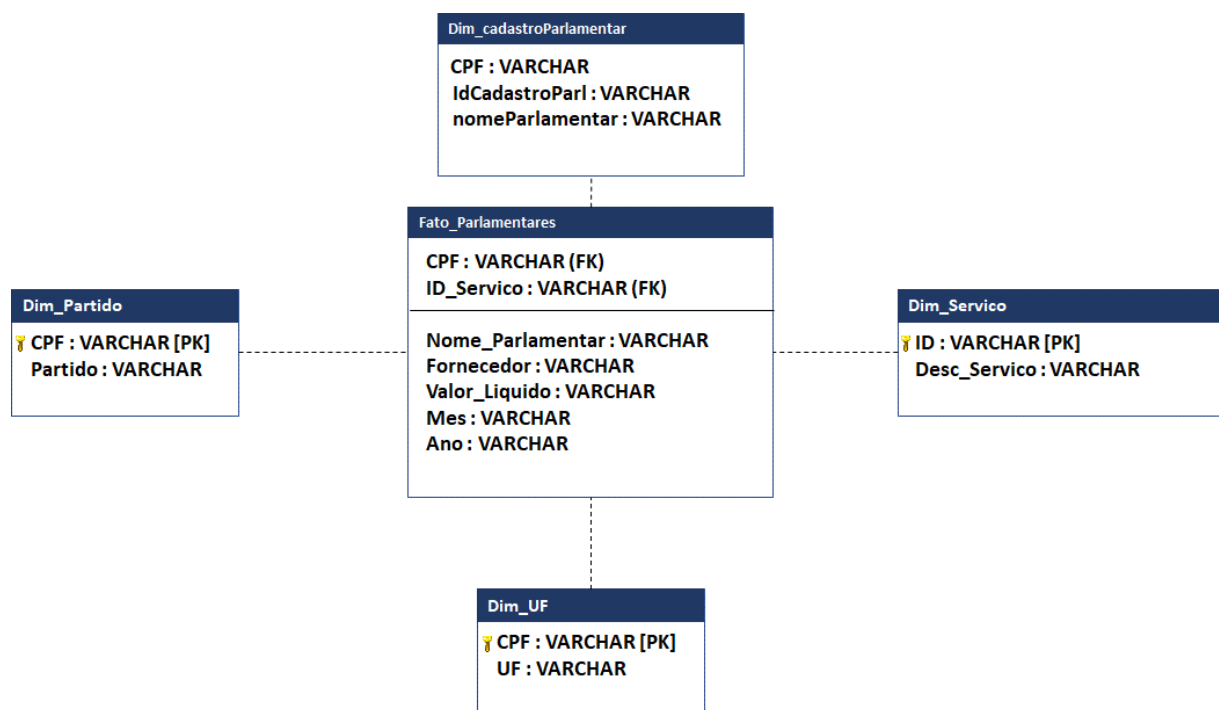 Dim_cadastroParlamentar
CPF : VARCHAR
IdCadastroParl : VARCHAR
nomeParlamentar : VARCHAR
Fato_Parlamentares
CPF : VARCHAR (FK)
ID_Servico : VARCHAR (FK)
Nome_Parlamentar : VARCHAR
Fornecedor : VARCHAR
Valor_Liquido : VARCHAR
Mes : VARCHAR
Ano : VARCHAR
Dim_Partido
CPF : VARCHAR [PK]
Partido : VARCHAR
Dim_Servico
ID : VARCHAR [PK]
Desc_Servico : VARCHAR
Dim_UF
CPF : VARCHAR [PK]
UF : VARCHAR